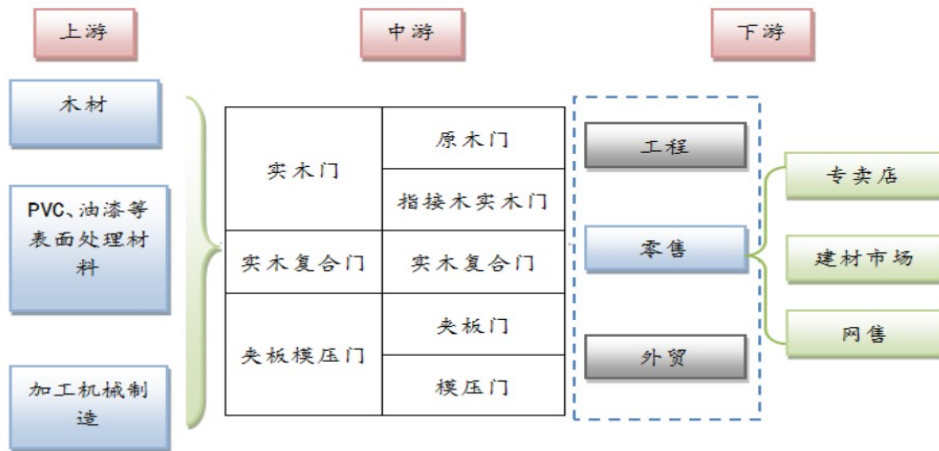 上游
中游
下游
木材
PVC、油漆等
表面处理材
料
加工机械制
造
实木门
原木门
指接木实木门
实木复合门
实木复合门
夹板模压门
夹板门
模压门
工程
零售
外贸
专卖店
建材市场
网售